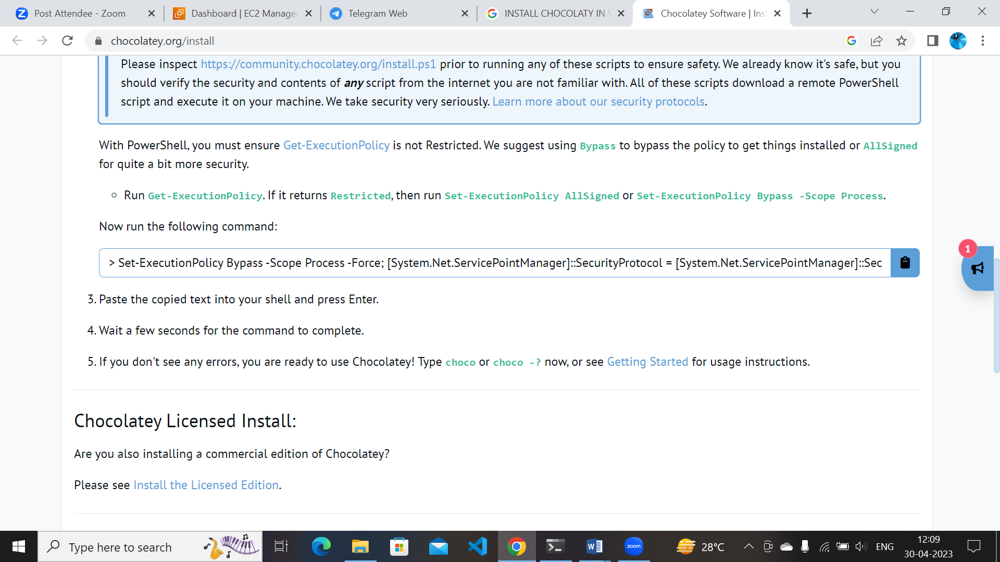 Post Attendee - Zoom
Dashboard | EC2 Manager
Telegram Web
INSTALL CHOCOLATY IN
Chocolatey Software | Inst
chocolatey.org/install
Please inspect https://community.chocolatey.org/install.ps1 prior to running any of these scripts to ensure safety. We already know it's safe, but you
should verify the security and contents of any script from the internet you are not familiar with. All of these scripts download a remote PowerShell
script and execute it on your machine. We take security very seriously. Learn more about our security protocols.
With PowerShell, you must ensure Get-ExecutionPolicy is not Restricted. We suggest using Bypass to bypass the policy to get things installed or AllSigned
for quite a bit more security.
Run Get-ExecutionPolicy. If it returns Restricted, then run Set-ExecutionPolicy AllSigned or Set-ExecutionPolicy Bypass -Scope Process.
Now run the following command:
> Set-ExecutionPolicy Bypass -Scope Process -Force; [System.Net.ServicePointManager]::SecurityProtocol = [System.Net.ServicePointManager]::Sec
1
3. Paste the copied text into your shell and press Enter.
4. Wait a few seconds for the command to complete.
5. If you don't see any errors, you are ready to use Chocolatey! Type choco or choco -? now, or see Getting Started for usage instructions.
Chocolatey Licensed Install:
Are you also installing a commercial edition of Chocolatey?
Please see Install the Licensed Edition.
Type here to search
zoom
28°C
ENG
12:09
30-04-2023